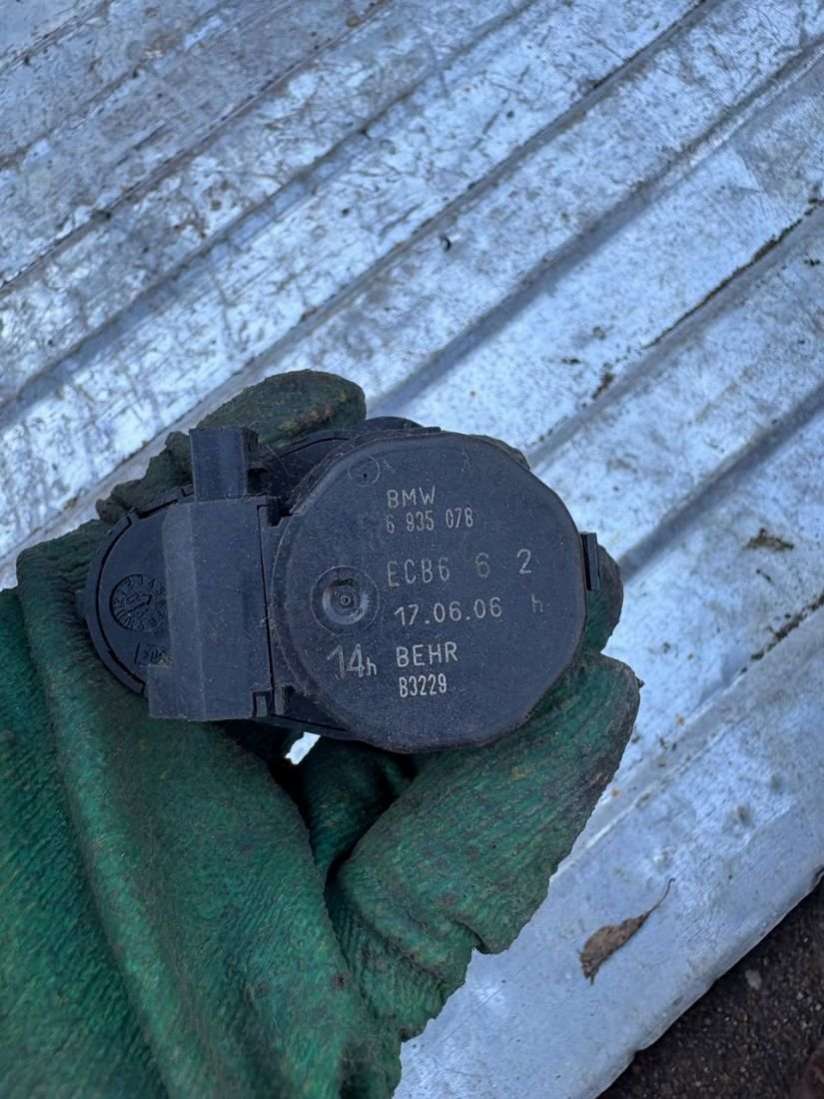 BMW
6 935 078
ECB6 6 2
17.06.06 h
14h BEHR
B3229